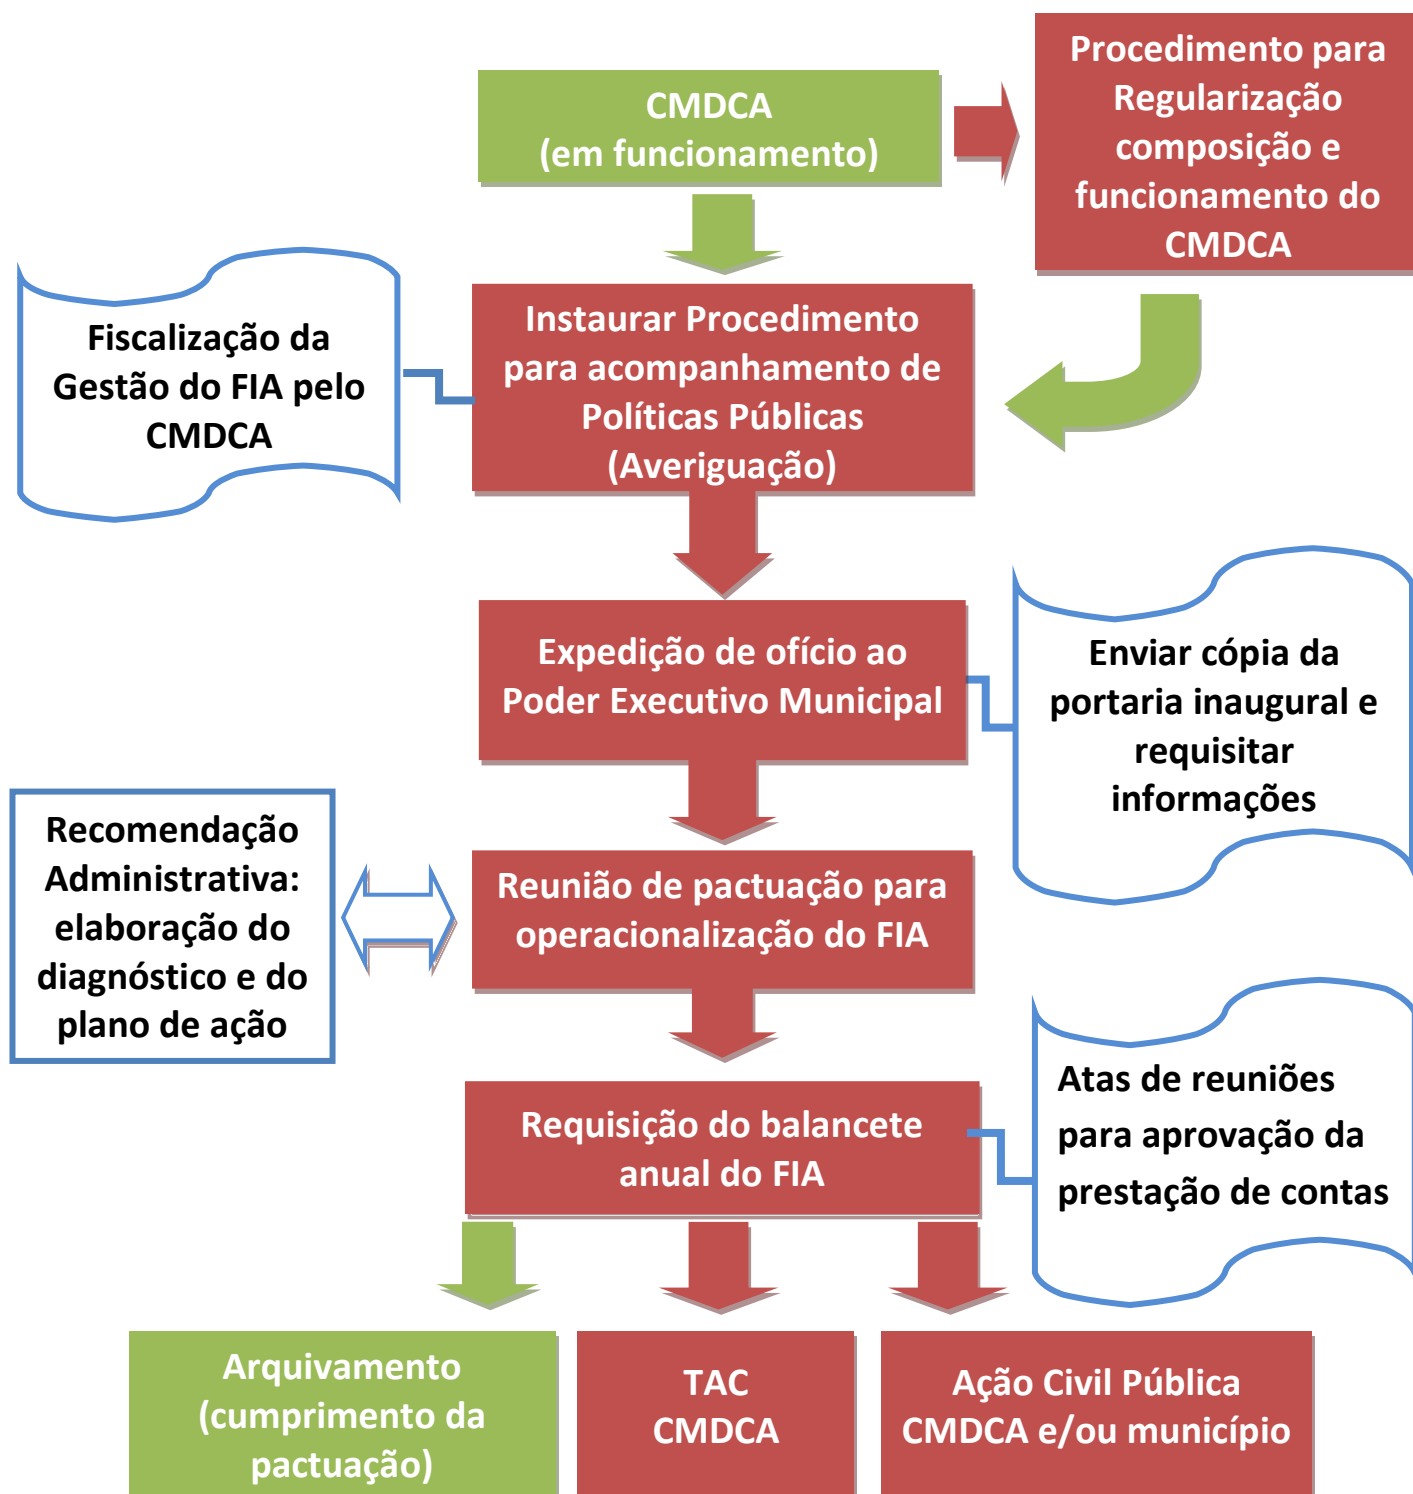 CMDCA
(em funcionamento)
Procedimento para
Regularização
composição e
funcionamento do
CMDCA
Fiscalização da
Gestão do FIA pelo
CMDCA
Instaurar Procedimento
para acompanhamento de
Políticas Públicas
(Averiguação)
Expedição de ofício ao
Poder Executivo Municipal
Enviar cópia da
portaria inaugural e
requisitar
informações
Recomendação
Administrativa:
elaboração do
diagnóstico e do
plano de ação
Reunião de pactuação para
operacionalização do FIA
Requisição do balancete
anual do FIA
Atas de reuniões
para aprovação da
prestação de contas
Arquivamento
(cumprimento da
pactuação)
TAC
CMDCA
Ação Civil Pública
CMDCA e/ou município